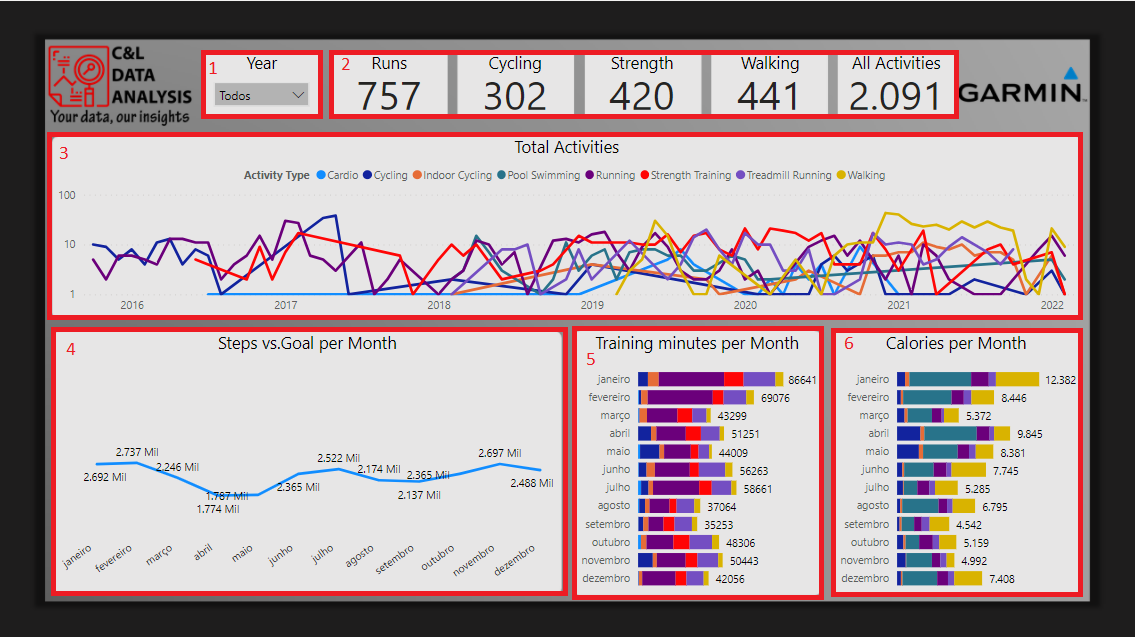 C&L
DATA
ANALYSIS
Your data, our insights
1
Year
Todos
2
Runs
757
Cycling
302
Strength
420
Walking
441
All Activities
2.091
GARMIN
3
Total Activities
Activity Type Cardio Cycling Indoor Cycling Pool Swimming Running Strength Training Treadmill Running Walking
100
10
1
2016 2017 2018 2019 2020 2021 2022
4
Steps vs.Goal per Month
2.692 Mil
2.737 Mil
2.246 Mil
1.787 Mil
1.774 Mil
2.365 Mil
2.522 Mil
2.174 Mil
2.137 Mil
2.365 Mil
2.697 Mil
2.488 Mil
janeiro fevereiro março abril maio junho julho agosto setembro outubro novembro dezembro
5
Training minutes per Month
janeiro 86641
fevereiro 69076
março 43299
abril 51251
maio 44009
junho 56263
julho 58661
agosto 37064
setembro 35253
outubro 48306
novembro 50443
dezembro 42056
6
Calories per Month
janeiro 12.382
fevereiro 8.446
março 5.372
abril 9.845
maio 8.381
junho 7.745
julho 5.285
agosto 6.795
setembro 4.542
outubro 5.159
novembro 4.992
dezembro 7.408